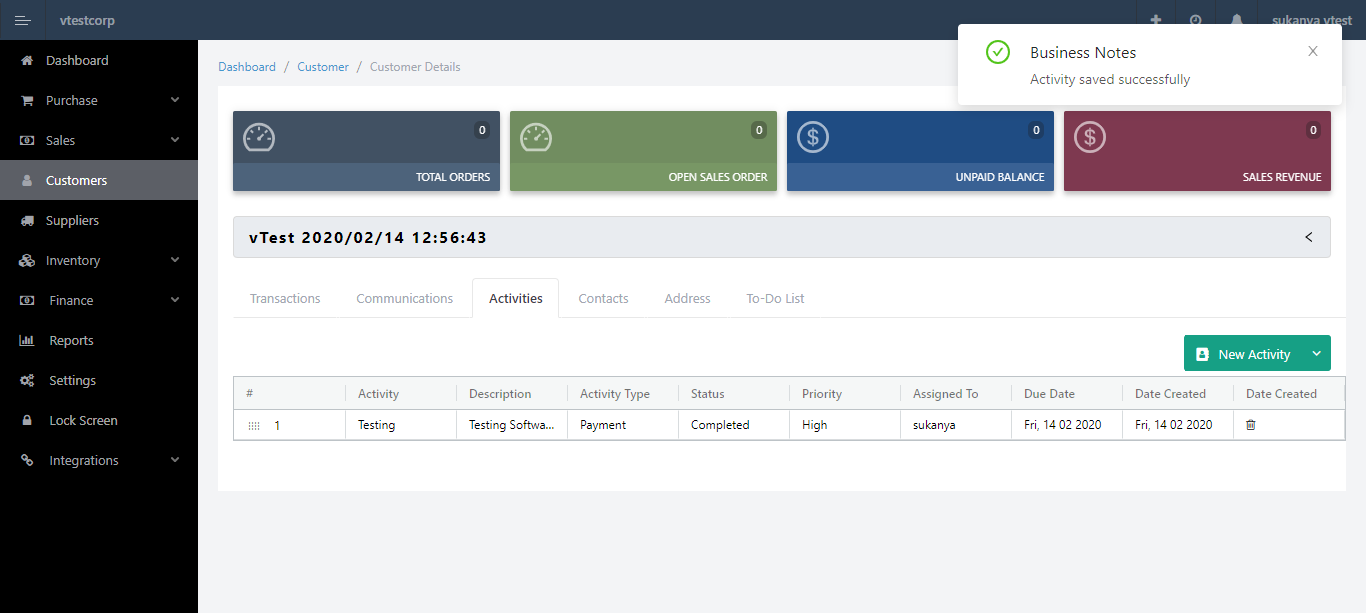 vtestcorp
sukanya vtest
Business Notes
Activity saved successfully
Dashboard
Purchase
Sales
Customers
Suppliers
Inventory
Finance
Reports
Settings
Lock Screen
Integrations
Dashboard / Customer / Customer Details
0
TOTAL ORDERS
0
OPEN SALES ORDER
0
UNPAID BALANCE
0
SALES REVENUE
vTest 2020/02/14 12:56:43
Transactions Communications Activities Contacts Address To-Do List
New Activity
# Activity Description Activity Type Status Priority Assigned To Due Date Date Created Date Created
1 Testing Testing Softwa... Payment Completed High sukanya Fri, 14 02 2020 Fri, 14 02 2020